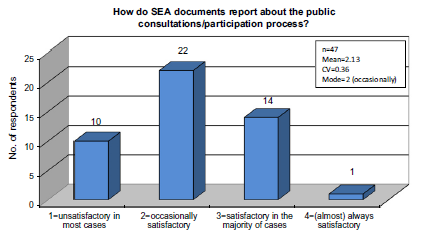 How do SEA documents report about the public
consultations/participation process?
n=47
Mean=2.13
CV=0.36
Mode=2 (occasionally)
No. of respondents
25
20
15
10
5
0
10
22
14
1
1=unsatisfactory in
most cases
2=occasionally
satisfactory
3=satisfactory in the
majority of cases
4=(almost) always
satisfactory